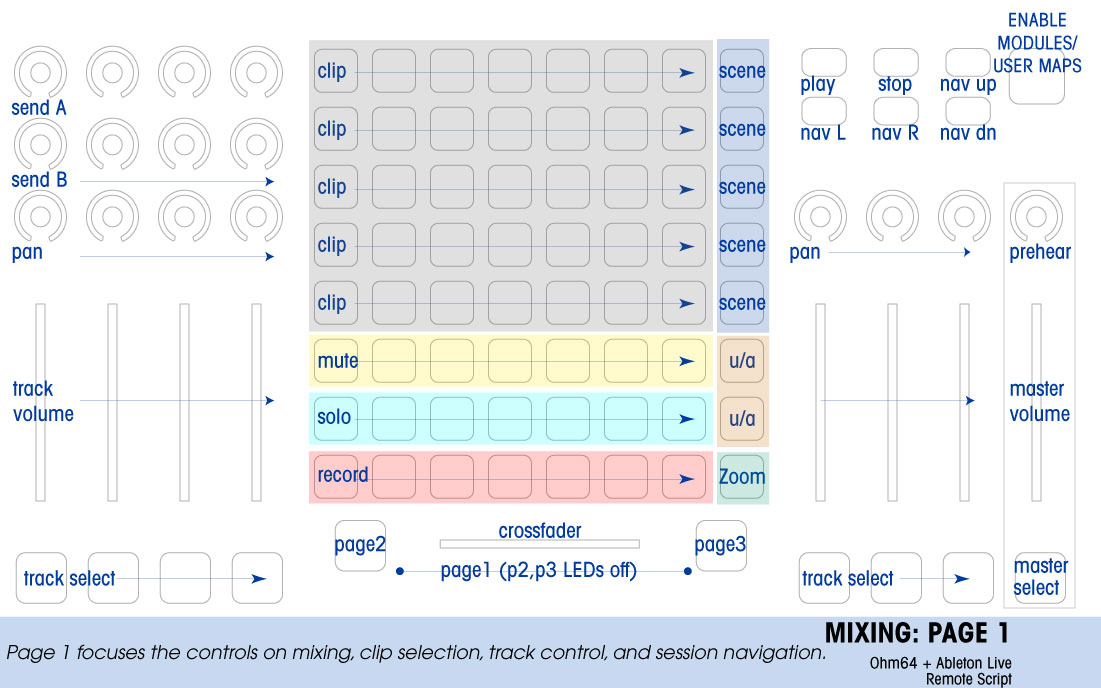 ENABLE
MODULES/
USER MAPS
send A
send B
pan
track
volume
track select
clip
scene
clip
scene
clip
scene
clip
scene
clip
scene
mute
u/a
solo
u/a
record
Zoom
page2
crossfader
page3
page1 (p2,p3 LEDs off)
play
stop
nav up
nav L
nav R
nav dn
pan
prehear
master
volume
track select
master
select
MIXING: PAGE 1
Page 1 focuses the controls on mixing, clip selection, track control, and session navigation.
Ohm64 + Ableton Live
Remote Script